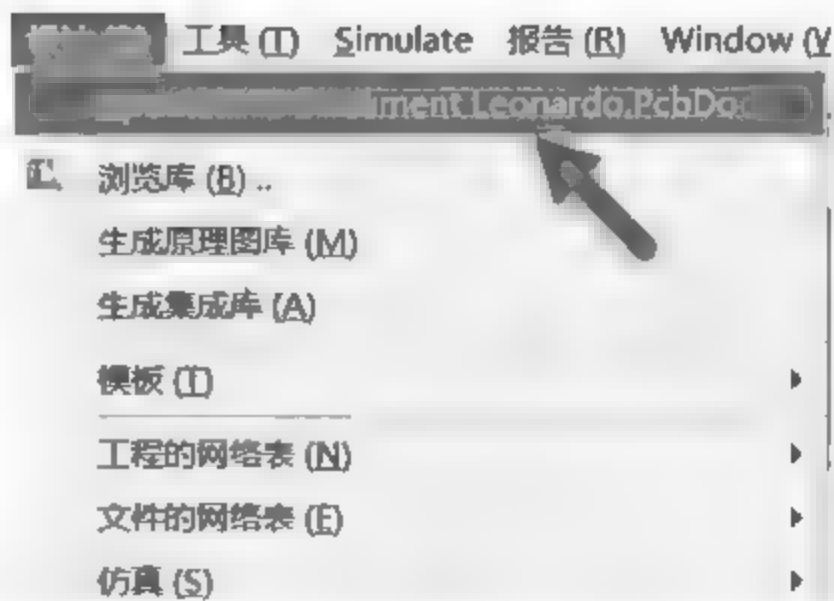 工具 (T) Simulate 报告 (R) Window
ument Leonardo.PcbDoc
浏览库 (B) ..
生成原理图库 (M)
生成集成库 (A)
模板 (T)
工程的网络表 (N)
文件的网络表 (E)
仿真 (S)